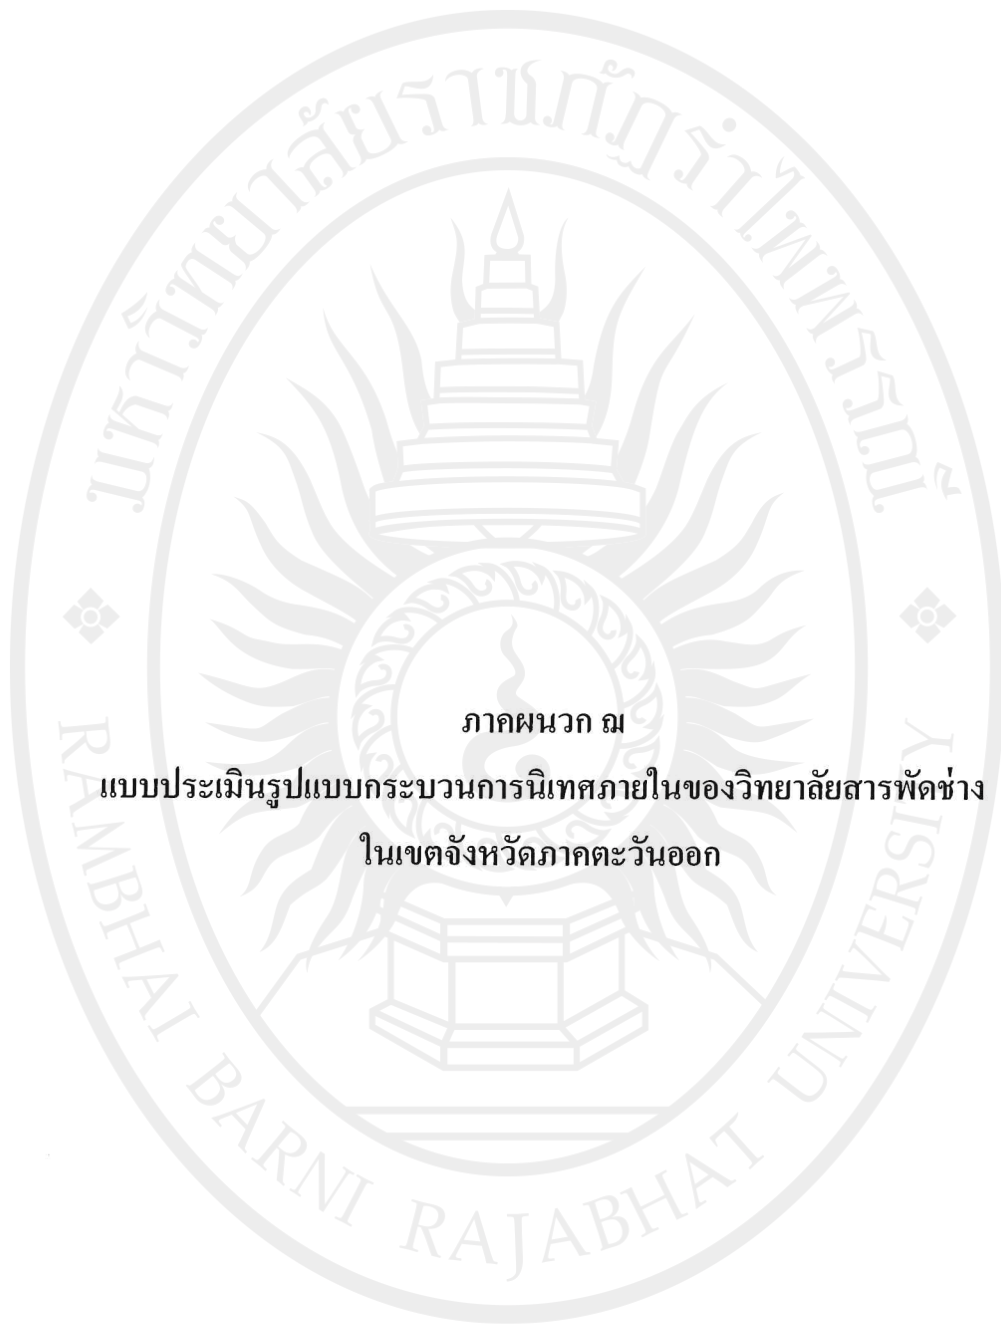 มหาวิทยาลัยราชภัฏรำไพพรรณี
ภาคผนวก ฌ
แบบประเมินรูปแบบกระบวนการนิเทศภายในของวิทยาลัยสารพัดช่าง
ในเขตจังหวัดภาคตะวันออก
RAMBHAI BARNI RAJABHAT UNIVERSITY